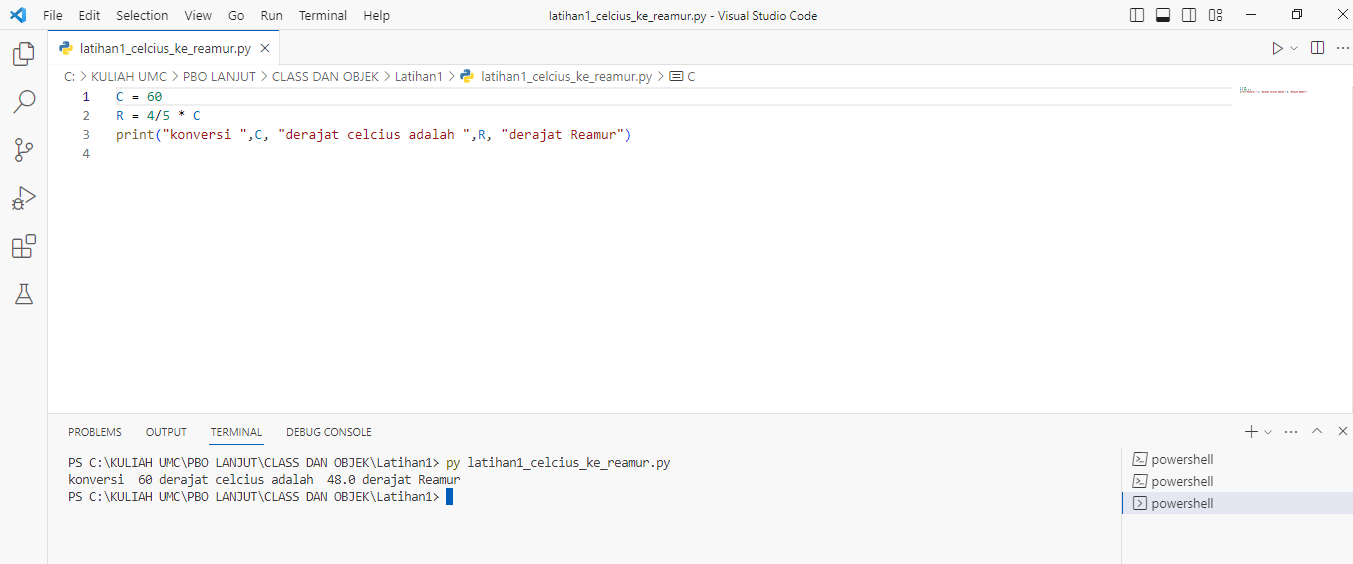 File Edit Selection View Go Run Terminal Help latihan1_celcius_ke_reamur.py - Visual Studio Code
latihan1_celcius_ke_reamur.py
C: > KULIAH UMC > PBO LANJUT > CLASS DAN OBJEK > Latihan1 > latihan1_celcius_ke_reamur.py > C
1 C = 60
2 R = 4/5 * C
3 print("konversi ",C, "derajat celcius adalah ",R, "derajat Reamur")
4
PROBLEMS OUTPUT TERMINAL DEBUG CONSOLE
PS C:\KULIAH UMC\PBO LANJUT\CLASS DAN OBJEK\Latihan1> py latihan1_celcius_ke_reamur.py
konversi  60 derajat celcius adalah  48.0 derajat Reamur
PS C:\KULIAH UMC\PBO LANJUT\CLASS DAN OBJEK\Latihan1>
powershell
powershell
powershell